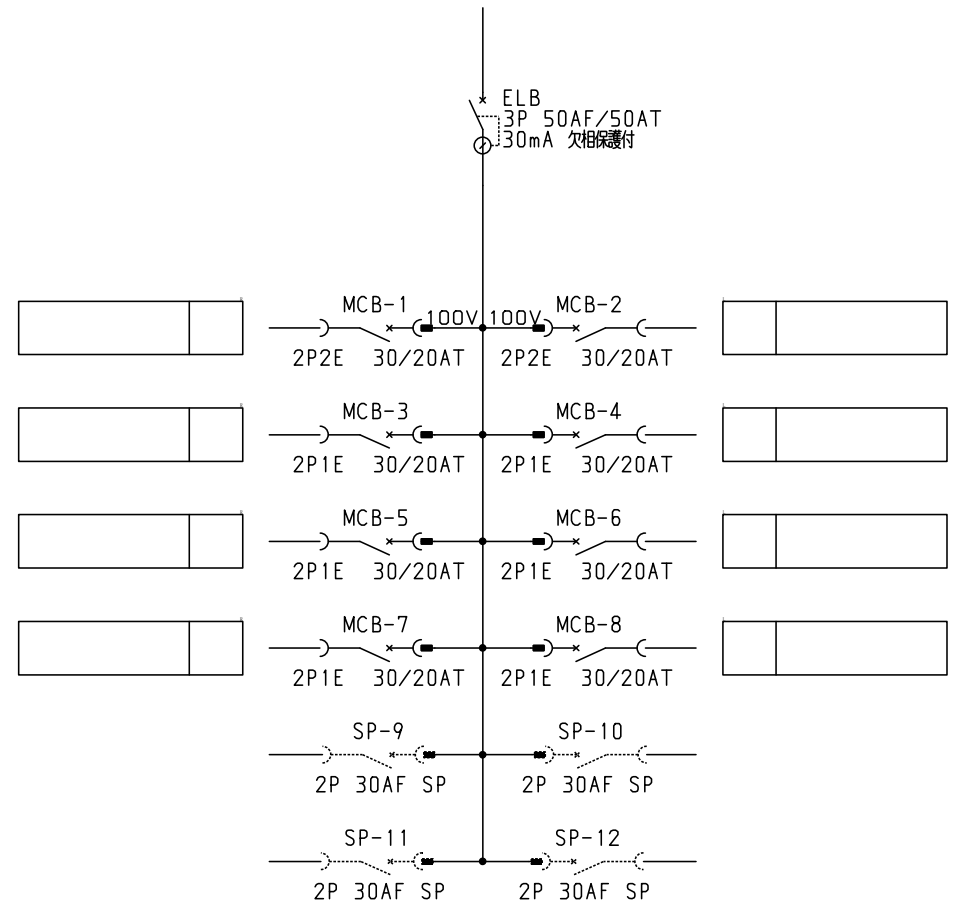 ELB
3P 50AF/50AT
30mA 欠相保護付
MCB-1
100V
100V
MCB-2
2P2E 30/20AT
2P2E 30/20AT
MCB-3
MCB-4
2P1E 30/20AT
2P1E 30/20AT
MCB-5
MCB-6
2P1E 30/20AT
2P1E 30/20AT
MCB-7
MCB-8
2P1E 30/20AT
2P1E 30/20AT
SP-9
SP-10
2P 30AF SP
2P 30AF SP
SP-11
SP-12
2P 30AF SP
2P 30AF SP